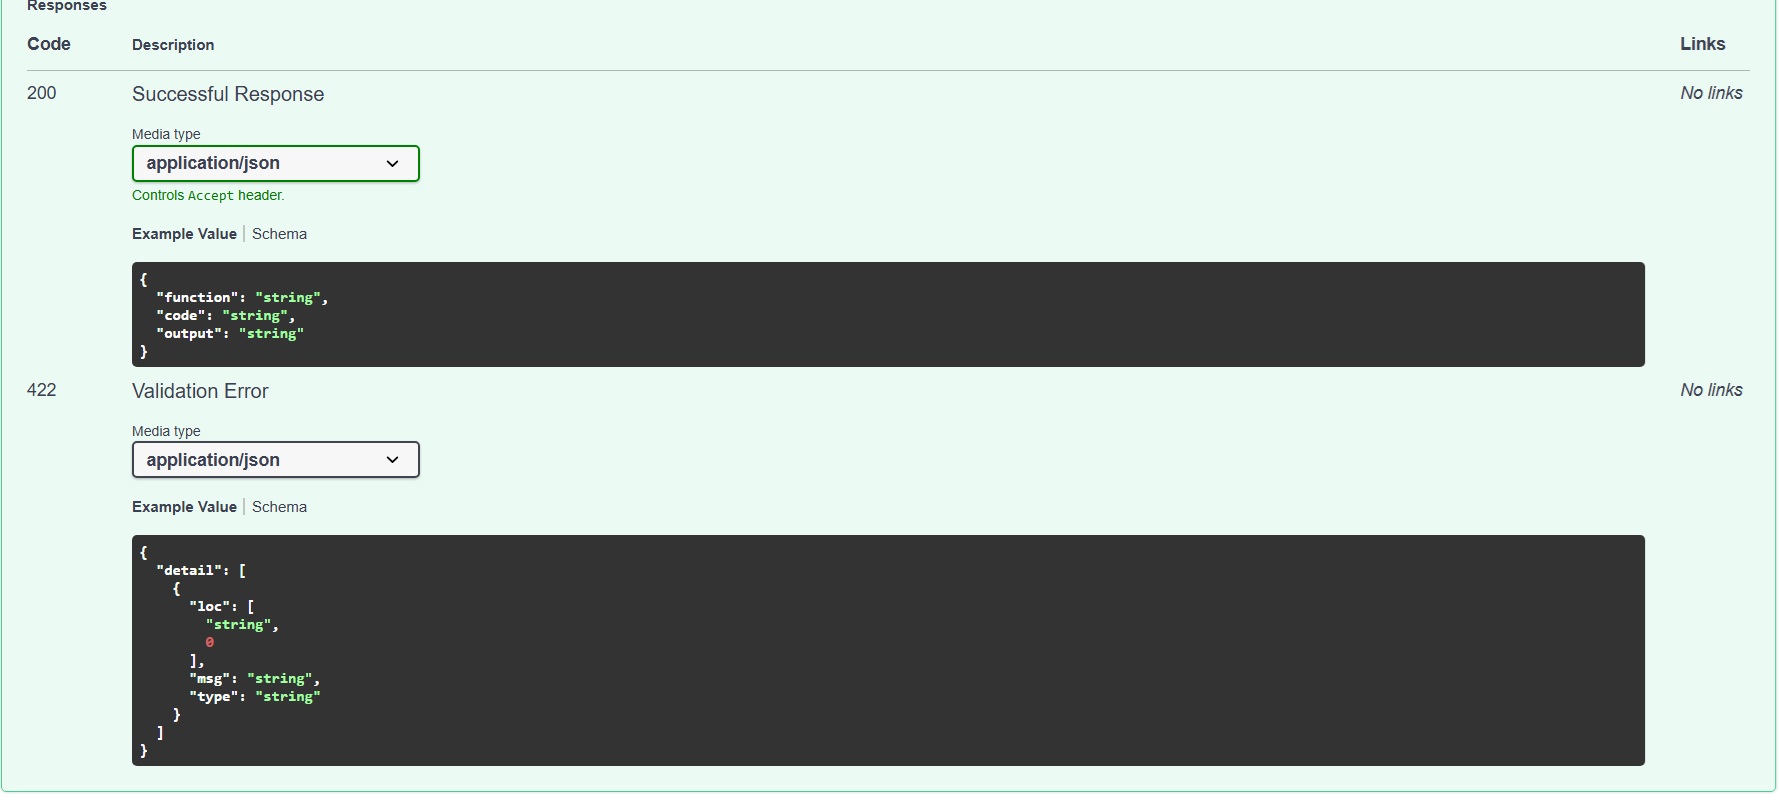 Responses
Code Description Links
200 Successful Response No links
Media type
application/json
Controls Accept header.
Example Value Schema
{
  "function": "string",
  "code": "string",
  "output": "string"
}
422 Validation Error No links
Media type
application/json
Example Value Schema
{
  "detail": [
    {
      "loc": [
        "string",
        0
      ],
      "msg": "string",
      "type": "string"
    }
  ]
}